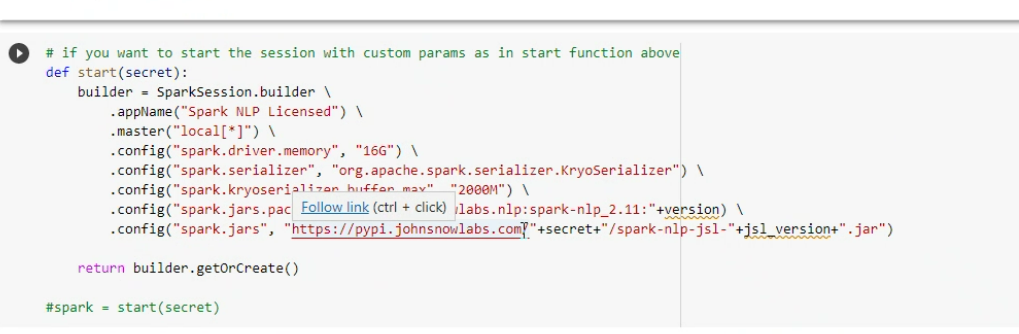 # if you want to start the session with custom params as in start function above
def start(secret):
builder = SparkSession.builder \
.appName("Spark NLP Licensed") \
.master("local[*]") \
.config("spark.driver.memory", "16G") \
.config("spark.serializer", "org.apache.spark.serializer.KryoSerializer") \
.config("spark.kryoserializer.buffer.max", "2000M") \
Follow link (ctrl + click)
.config("spark.jars.pac labs.nlp:spark-nlp_2.11:"+version) \
.config("spark.jars", "https://pypi.johnsnowlabs.com/"+secret+"/spark-nlp-jsl-"+jsl_version+".jar")
return builder.getOrCreate()
#spark = start(secret)